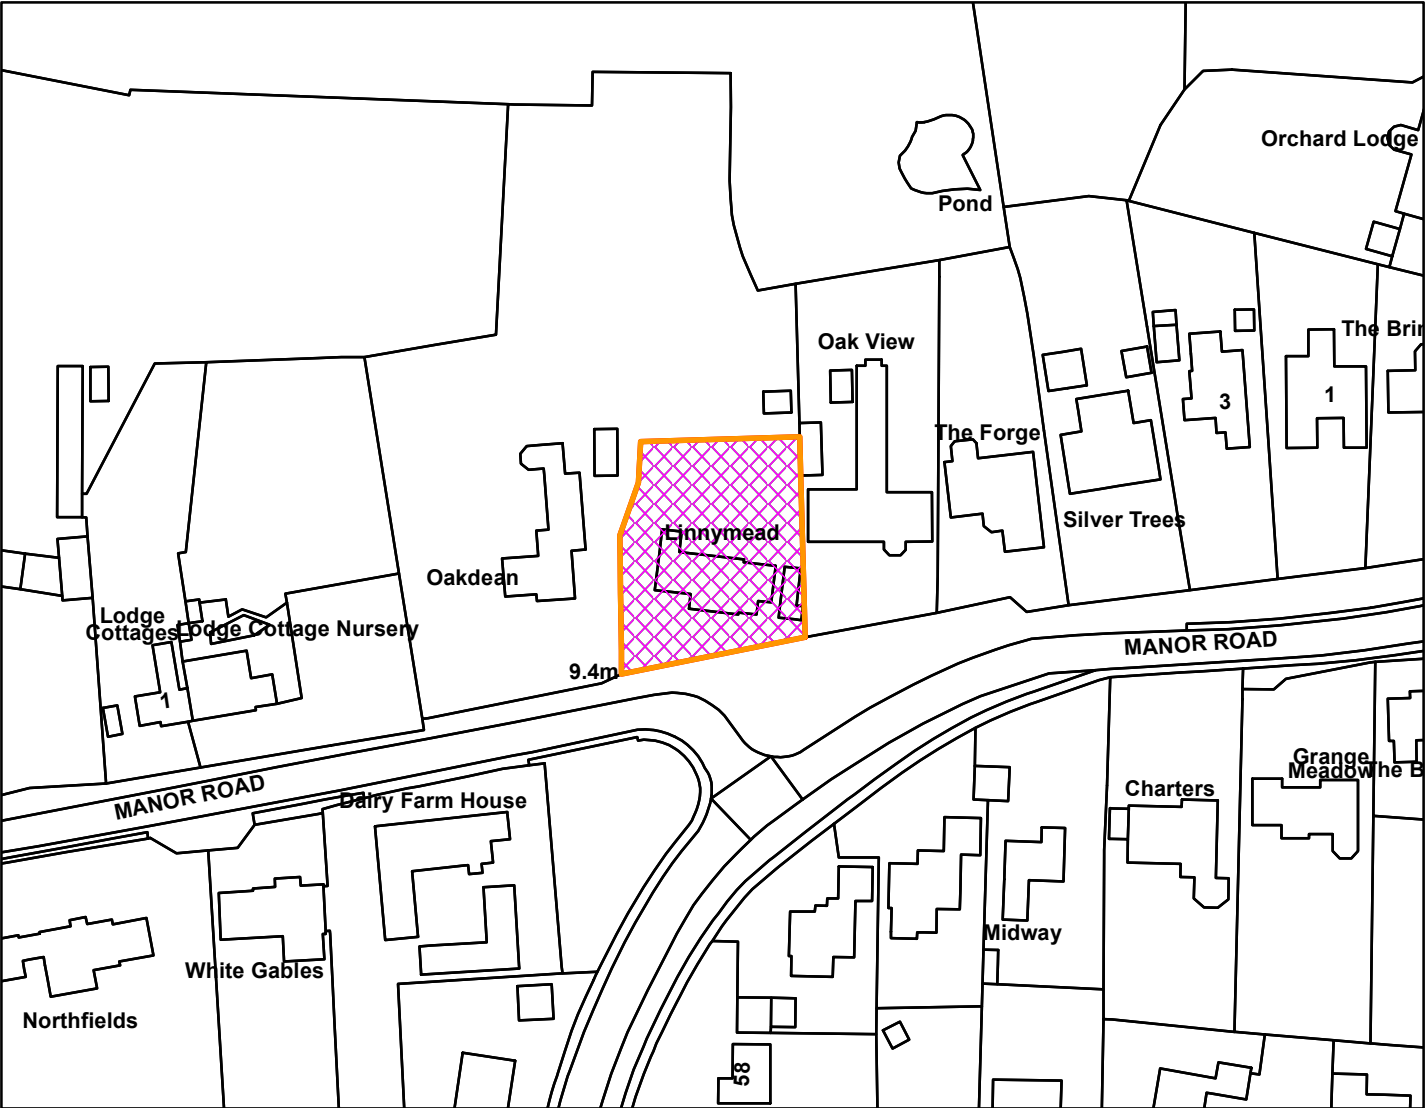 Orchard Lodge
Pond
The Brin
Oak View
3
1
The Forge
Silver Trees
Linnymead
Oakdean
Lodge
Cottages
Lodge Cottage Nursery
MANOR ROAD
9.4m
1
Grange
Meadow
The B
Charters
MANOR ROAD
Dairy Farm House
Midway
White Gables
Northfields
58